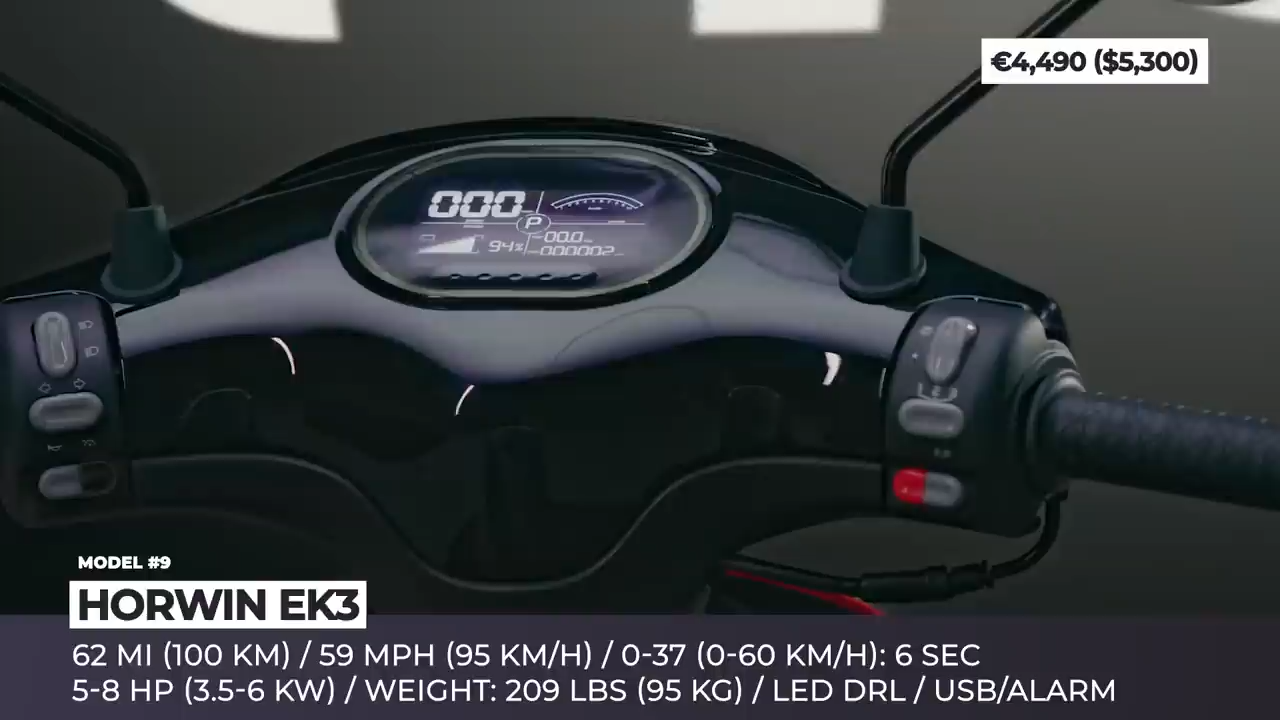 €4,490 ($5,300)
000
P
94%
00.0
000002
MODEL #9
HORWIN EK3
62 MI (100 KM) / 59 MPH (95 KM/H) / 0-37 (0-60 KM/H): 6 SEC
5-8 HP (3.5-6 KW) / WEIGHT: 209 LBS (95 KG) / LED DRL / USB/ALARM